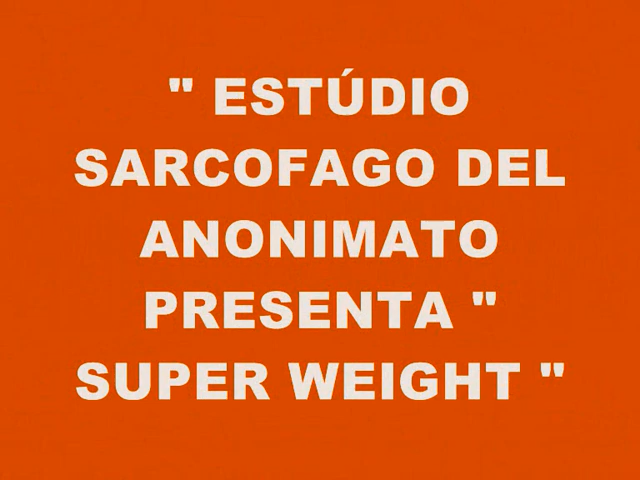 " ESTÚDIO
SARCOFAGO DEL
ANONIMATO
PRESENTA "
SUPER WEIGHT "